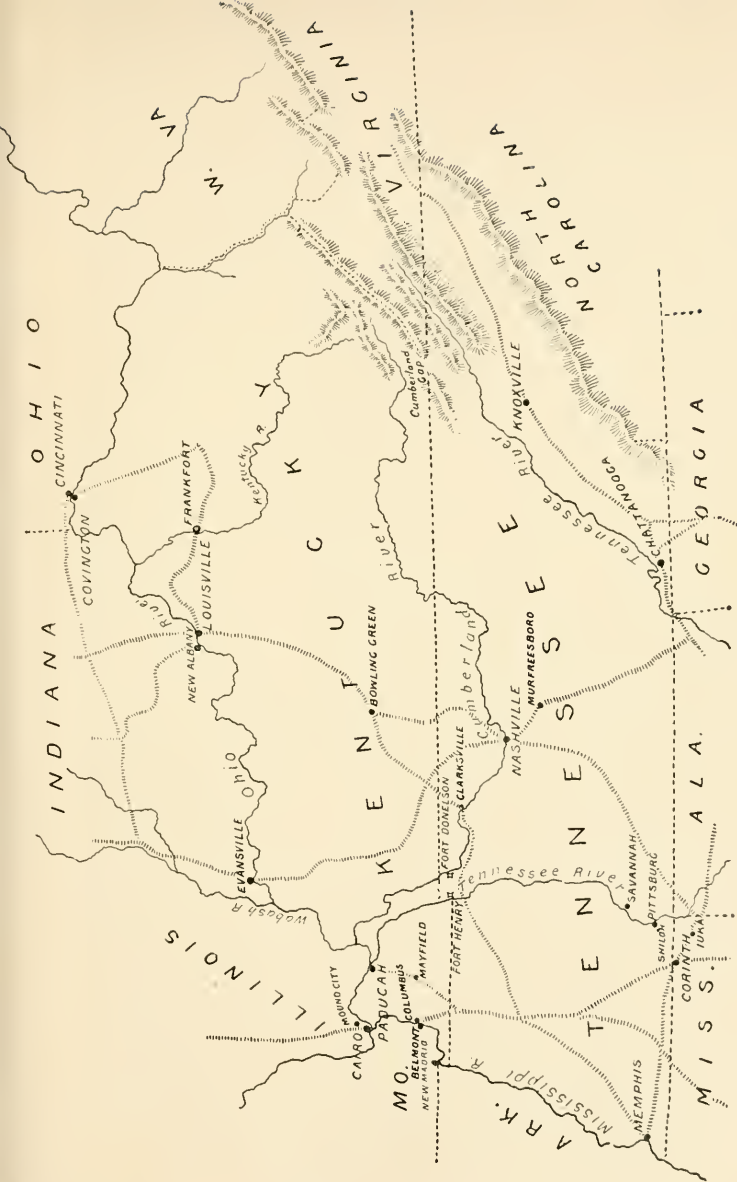 OHIO
INDIANA
ILLINOIS
W. VA
VIRGINIA
NORTH CAROLINA
KENTUCKY
TENNESSEE
MO.
ARK.
MISS.
ALA.
GEORGIA
CINCINNATI
COVINGTON
FRANKFORT
LOUISVILLE
NEW ALBANY
Kentucky R.
Ohio River
EVANSVILLE
Wabash R
BOWLING GREEN
Cumberland Gap
Cumberland River
MOUND CITY
CAIRO
PADUCAH
COLUMBUS
BELMONT
NEW MADRID
MAYFIELD
FORT HENRY
FORT DONELSON
CLARKSVILLE
NASHVILLE
MURFREESBORO
KNOXVILLE
Tennessee River
CHATTANOOGA
Tennessee River
SAVANNAH
PITTSBURG
SHILOH
CORINTH
IUKA
MEMPHIS
Mississippi R.